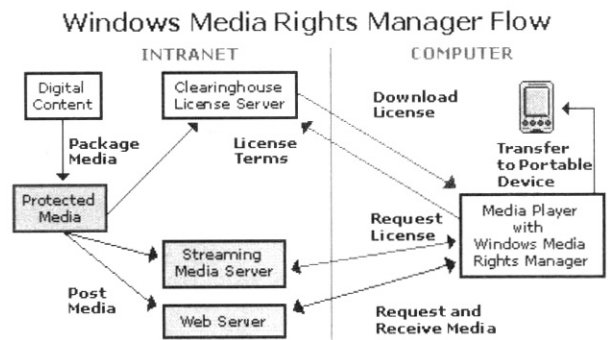 Windows Media Rights Manager Flow
INTRANET
COMPUTER
Digital
Content
Clearinghouse
License Server
Download
License
Package
Media
License
Terms
Transfer
to Portable
Device
Protected
Media
Request
License
Media Player
with
Windows Media
Rights Manager
Streaming
Media Server
Post
Media
Web Server
Request and
Receive Media